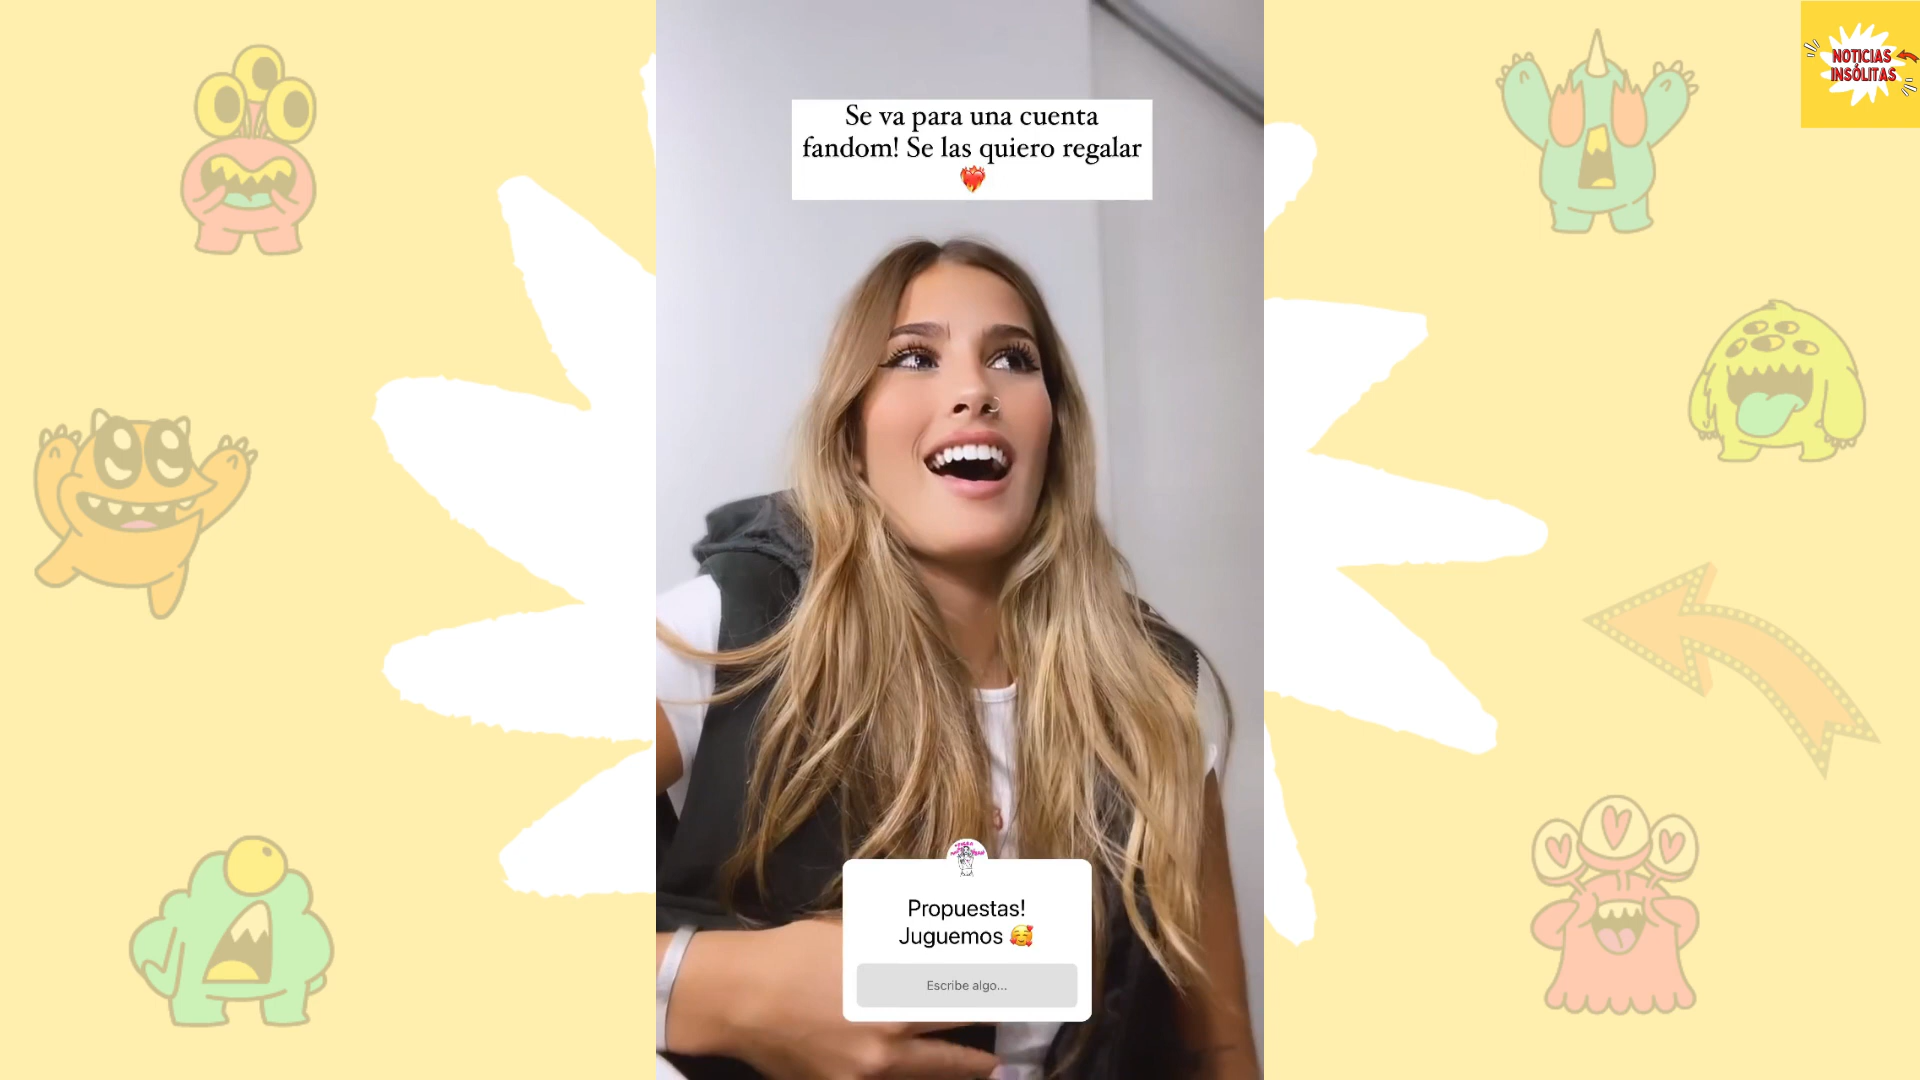 NOTICIAS
INSÓLITAS
Se va para una cuenta
fandom! Se las quiero regalar
❤️‍🔥
Propuestas!
Juguemos 🥰
Escribe algo...